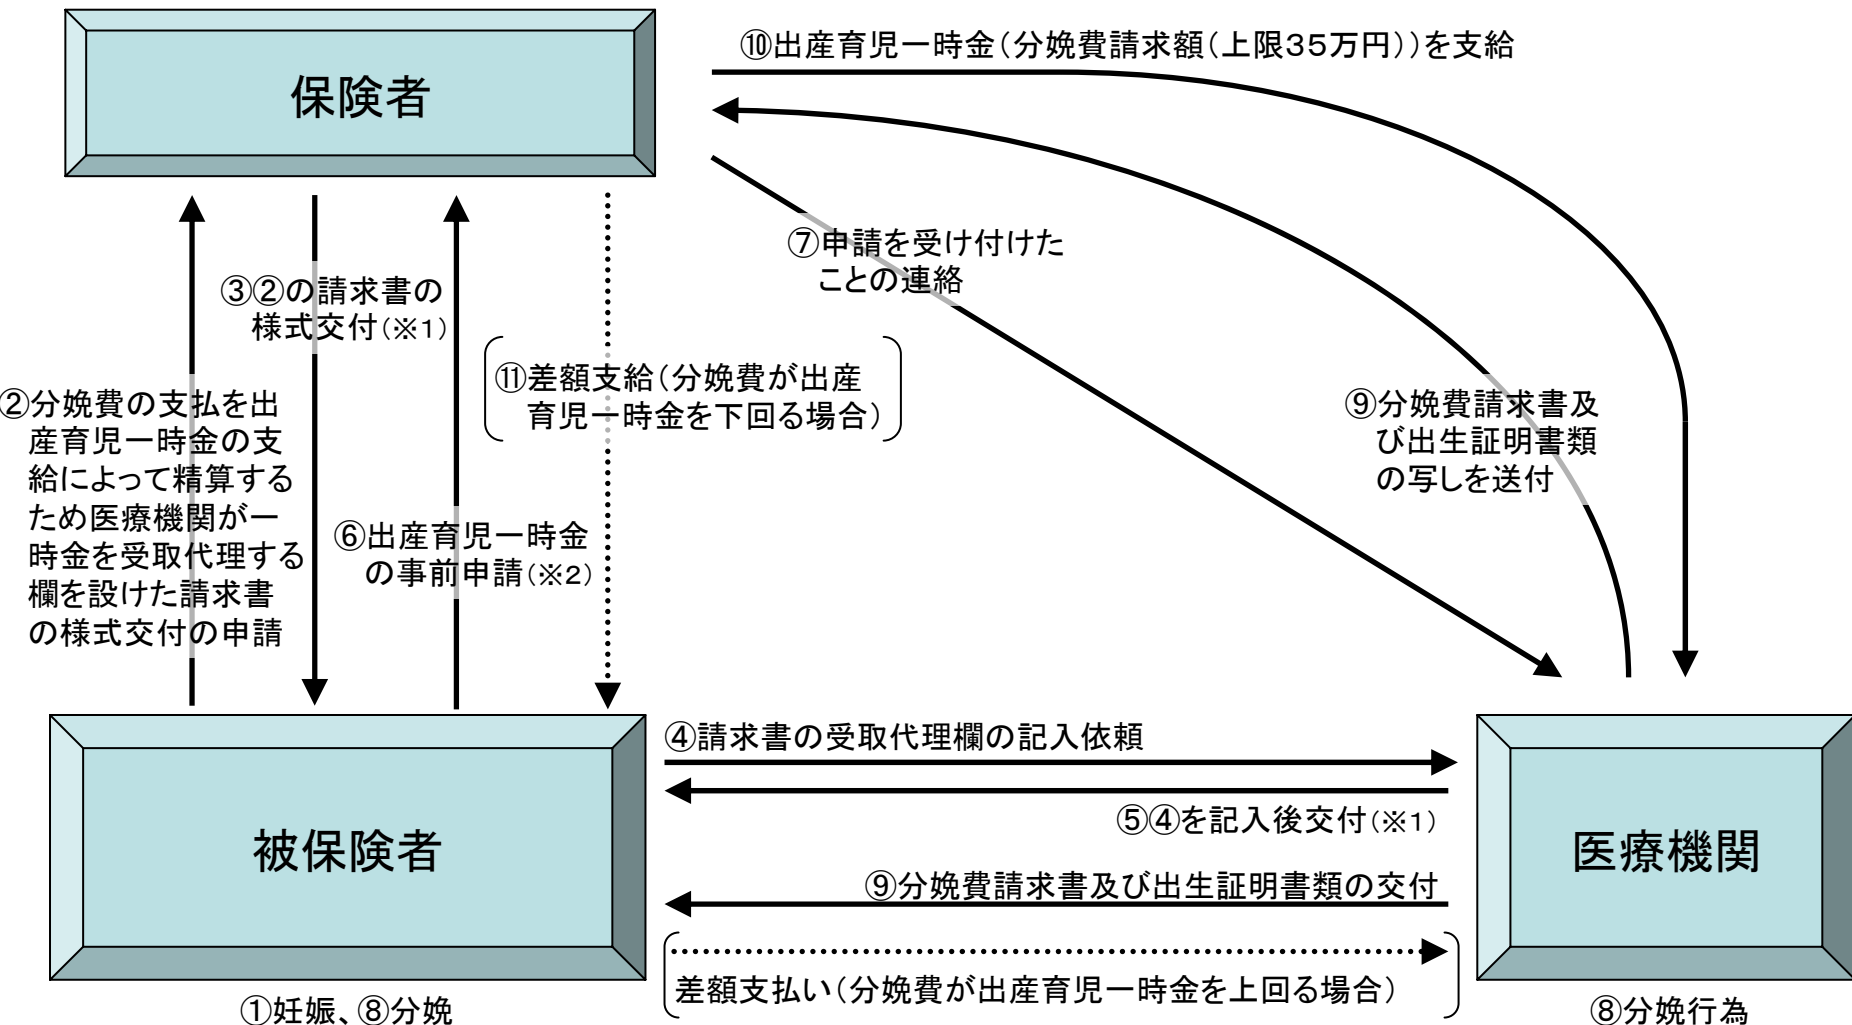 保険者
⑩出産育児一時金（分娩費請求額（上限３５万円））を支給
⑦申請を受け付けた
ことの連絡
③②の請求書の
様式交付（※１）
⑪差額支給（分娩費が出産
育児一時金を下回る場合）
②分娩費の支払を出
産育児一時金の支
給によって精算する
ため医療機関が一
時金を受取代理する
欄を設けた請求書
の様式交付の申請
⑥出産育児一時金
の事前申請（※２）
⑨分娩費請求書及
び出生証明書類
の写しを送付
④請求書の受取代理欄の記入依頼
⑤④を記入後交付（※１）
被保険者
医療機関
⑨分娩費請求書及び出生証明書類の交付
差額支払い（分娩費が出産育児一時金を上回る場合）
①妊娠、⑧分娩
⑧分娩行為